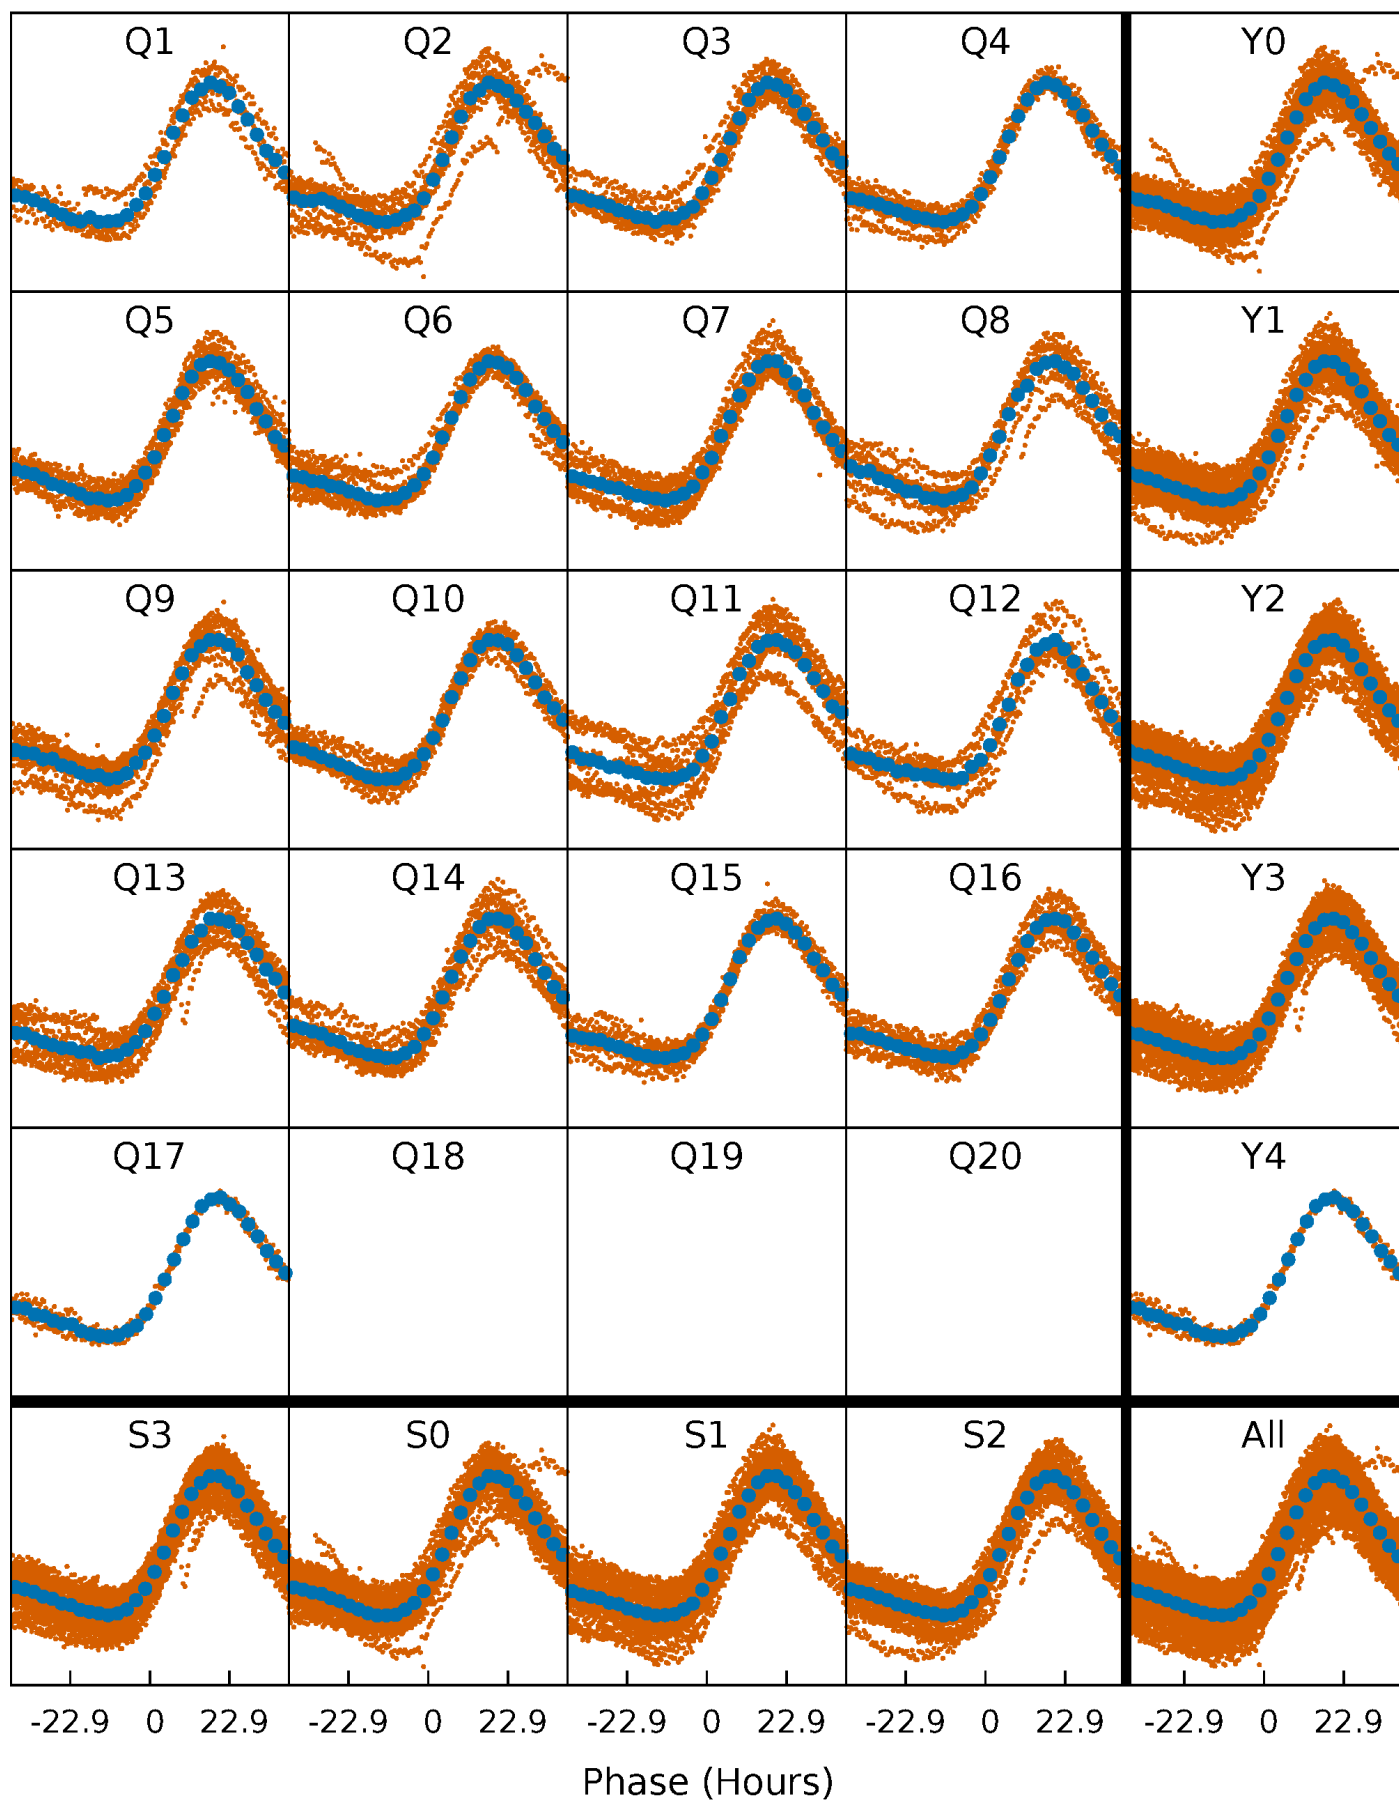 Q1 Q2 Q3 Q4 Y0
Q5 Q6 Q7 Q8 Y1
Q9 Q10 Q11 Q12 Y2
Q13 Q14 Q15 Q16 Y3
Q17 Q18 Q19 Q20 Y4
S3 S0 S1 S2 All
-22.9 0 22.9 -22.9 0 22.9 -22.9 0 22.9 -22.9 0 22.9 -22.9 0 22.9
Phase (Hours)